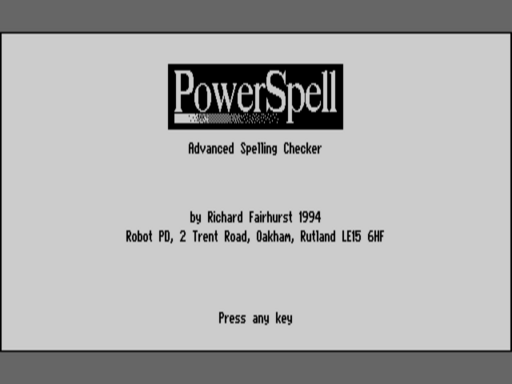 PowerSpell
Advanced Spelling Checker
by Richard Fairhurst 1994
Robot PD, 2 Trent Road, Oakham, Rutland LE15 6HF
Press any key